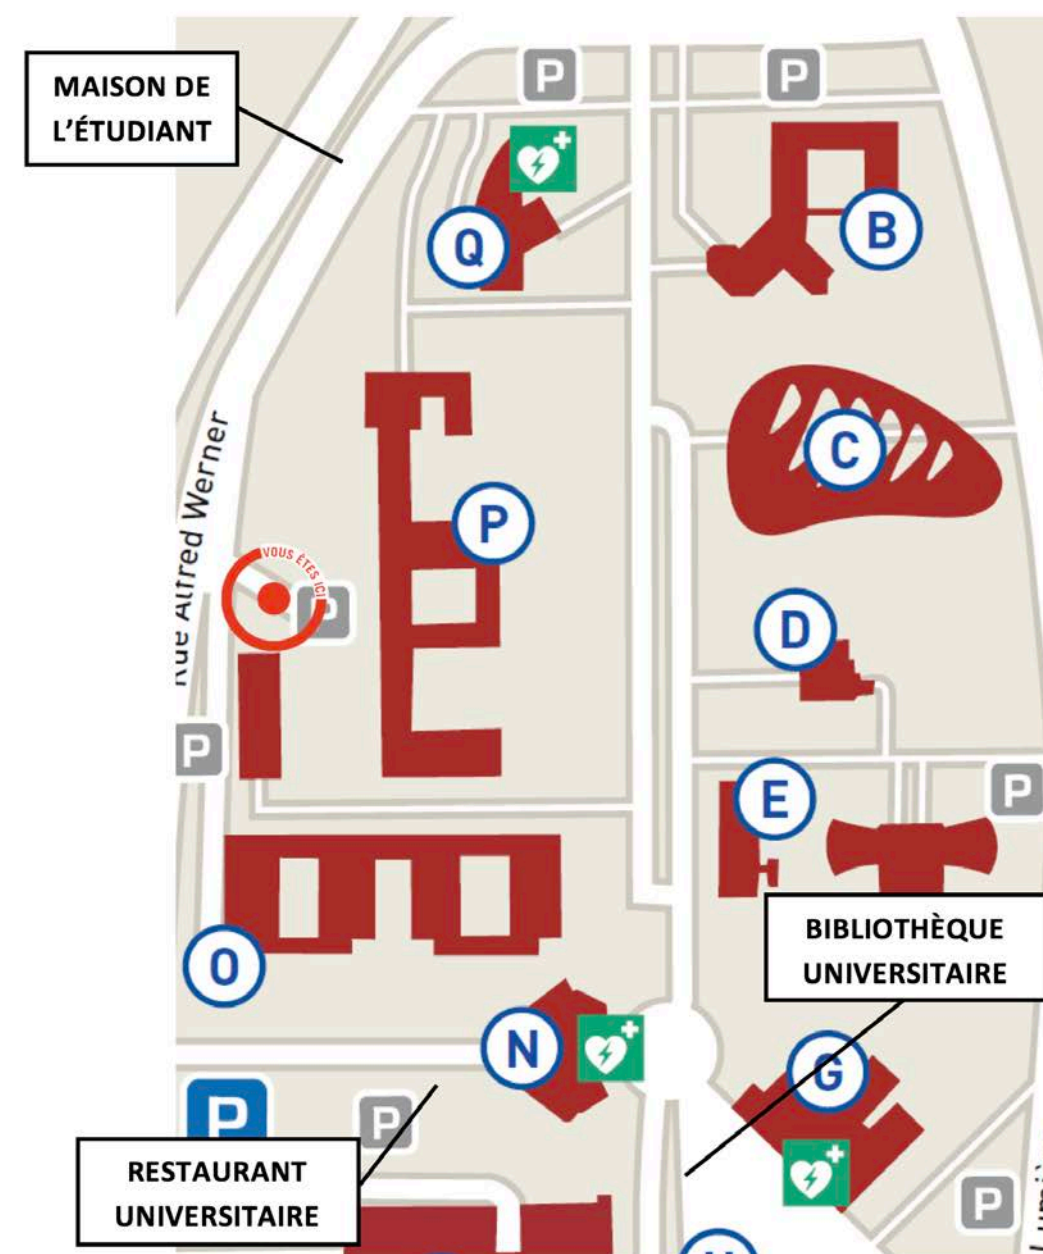 P
P
MAISON DE
L’ÉTUDIANT
Q
B
C
P
Rue Alfred Werner
VOUS ÊTES ICI
P
D
P
E
P
O
BIBLIOTHÈQUE
UNIVERSITAIRE
N
G
P
P
RESTAURANT
UNIVERSITAIRE
P